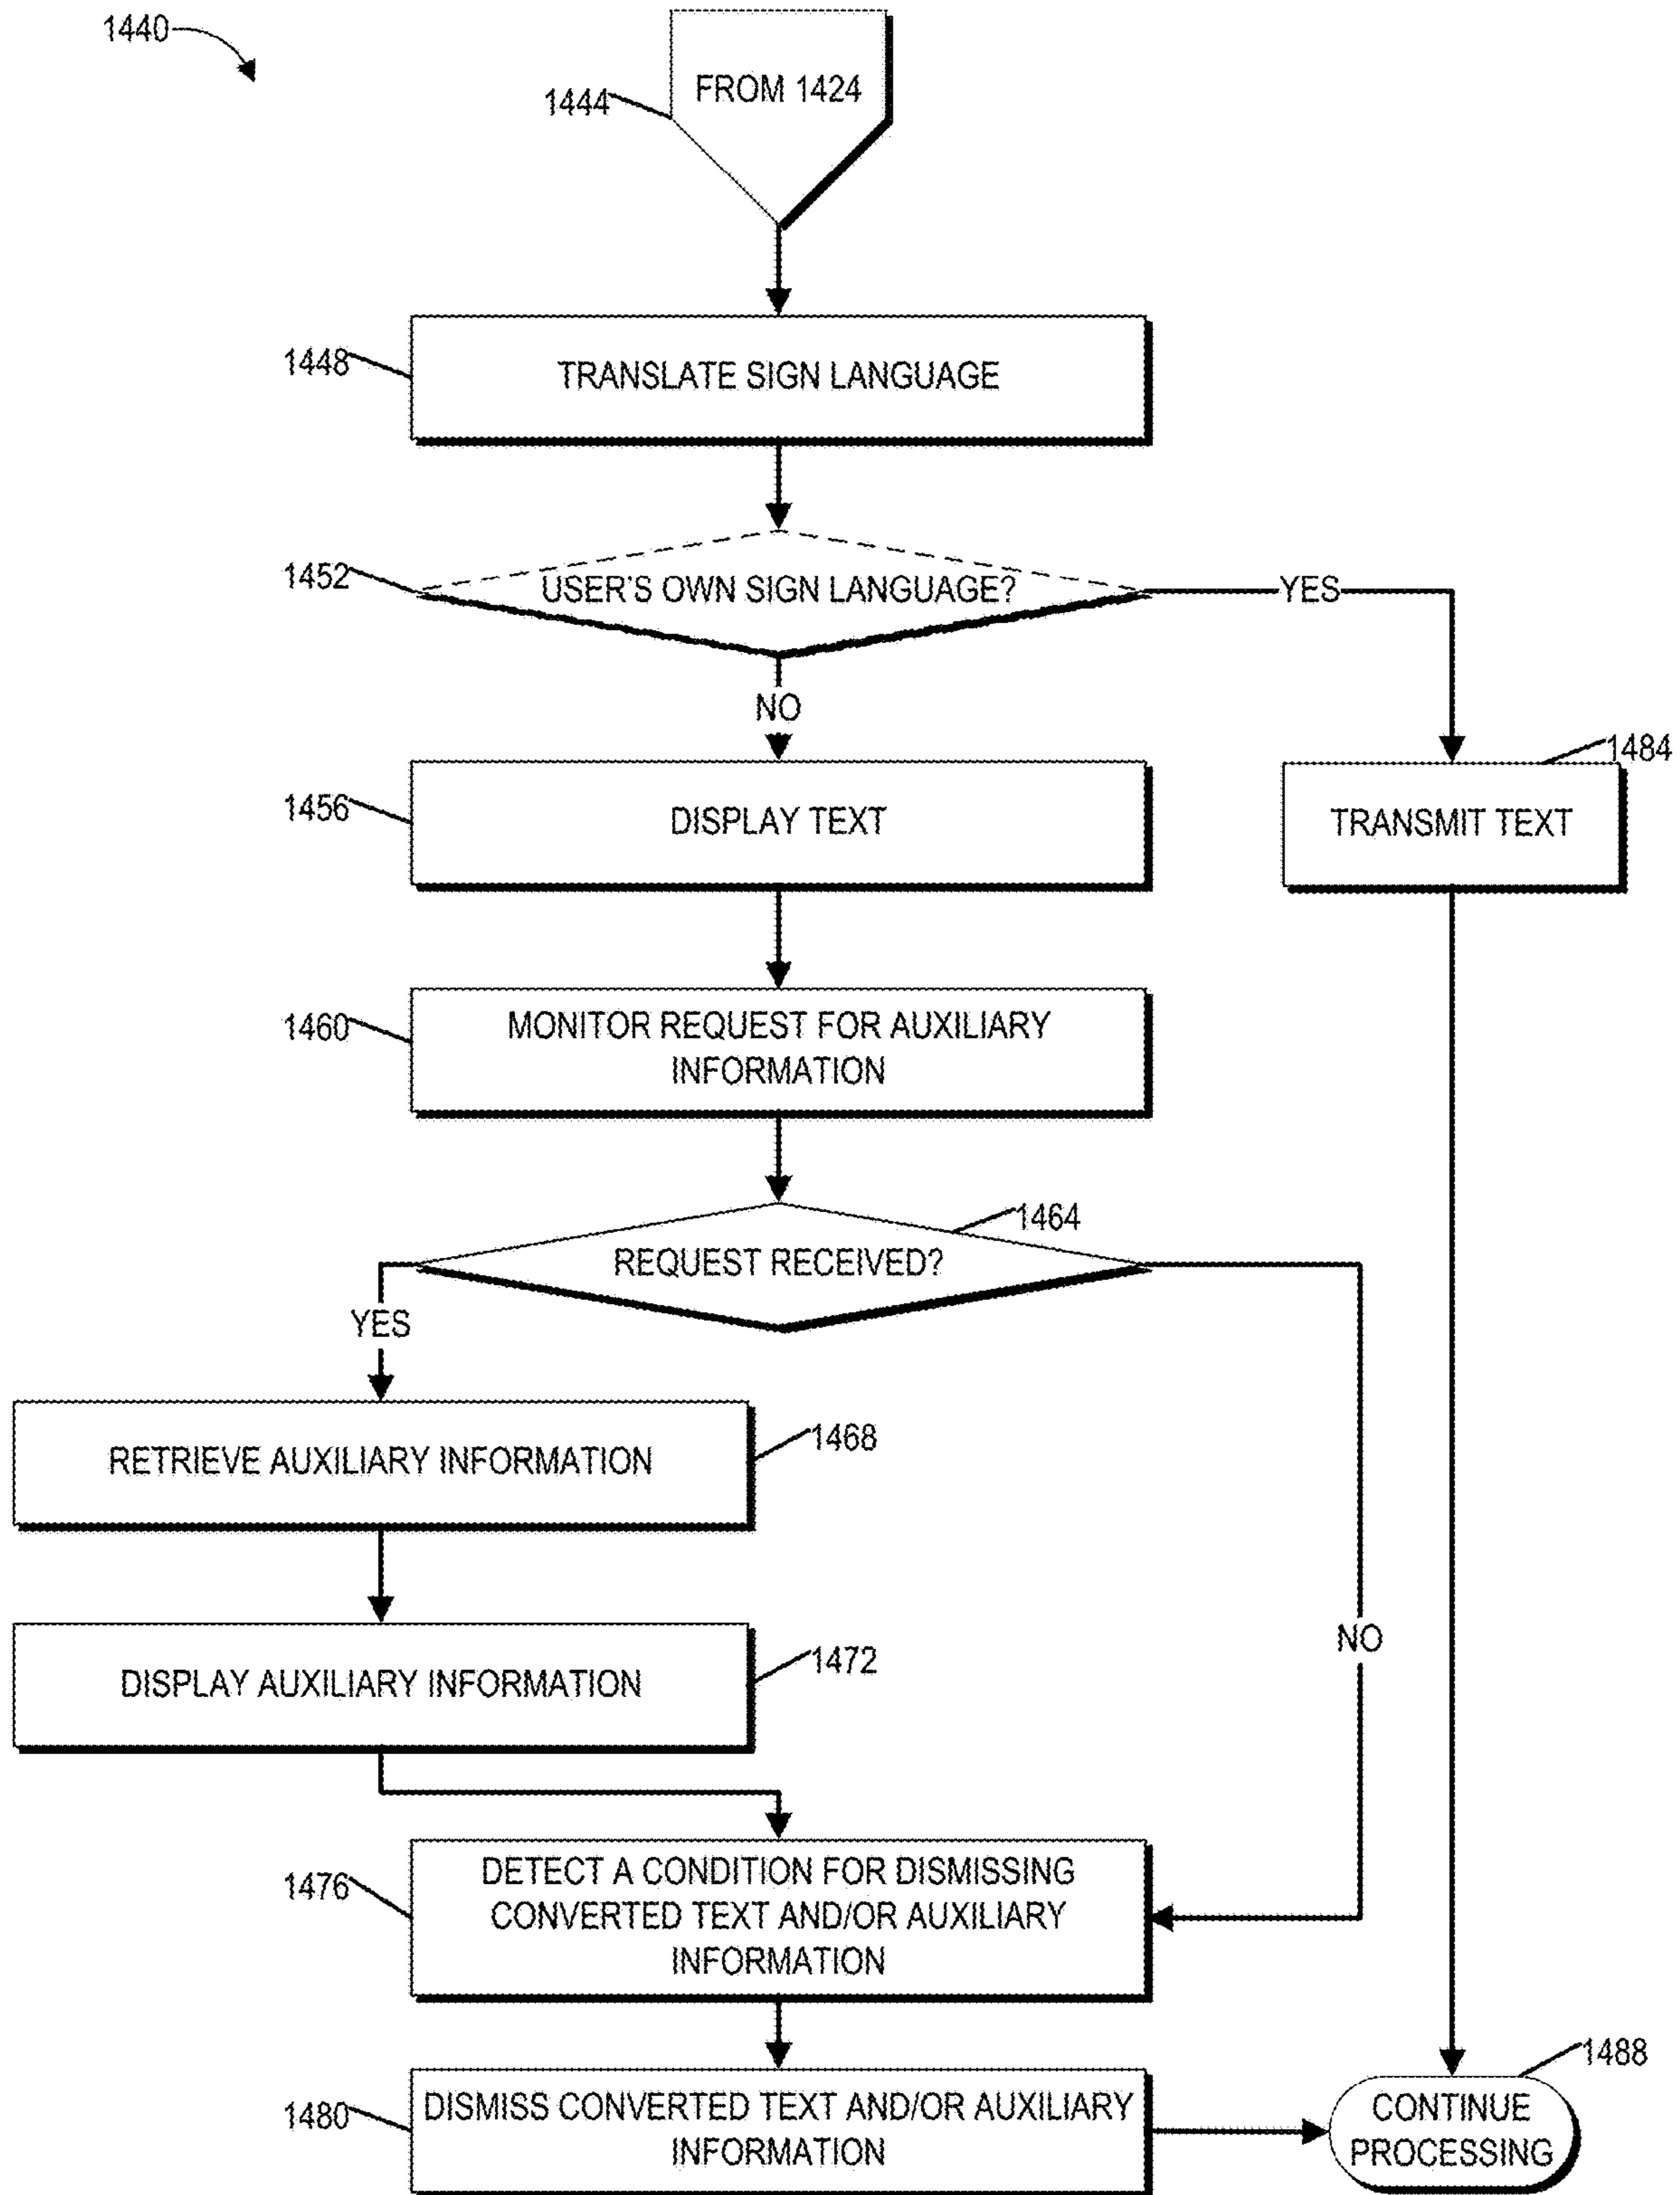 1440
FROM 1424
1444
1448
TRANSLATE SIGN LANGUAGE
1452
USER'S OWN SIGN LANGUAGE?
YES
NO
1456
DISPLAY TEXT
1484
TRANSMIT TEXT
1460
MONITOR REQUEST FOR AUXILIARY
INFORMATION
1464
REQUEST RECEIVED?
YES
RETRIEVE AUXILIARY INFORMATION
1468
NO
DISPLAY AUXILIARY INFORMATION
1472
1476
DETECT A CONDITION FOR DISMISSING
CONVERTED TEXT AND/OR AUXILIARY
INFORMATION
1480
DISMISS CONVERTED TEXT AND/OR AUXILIARY
INFORMATION
1488
CONTINUE
PROCESSING